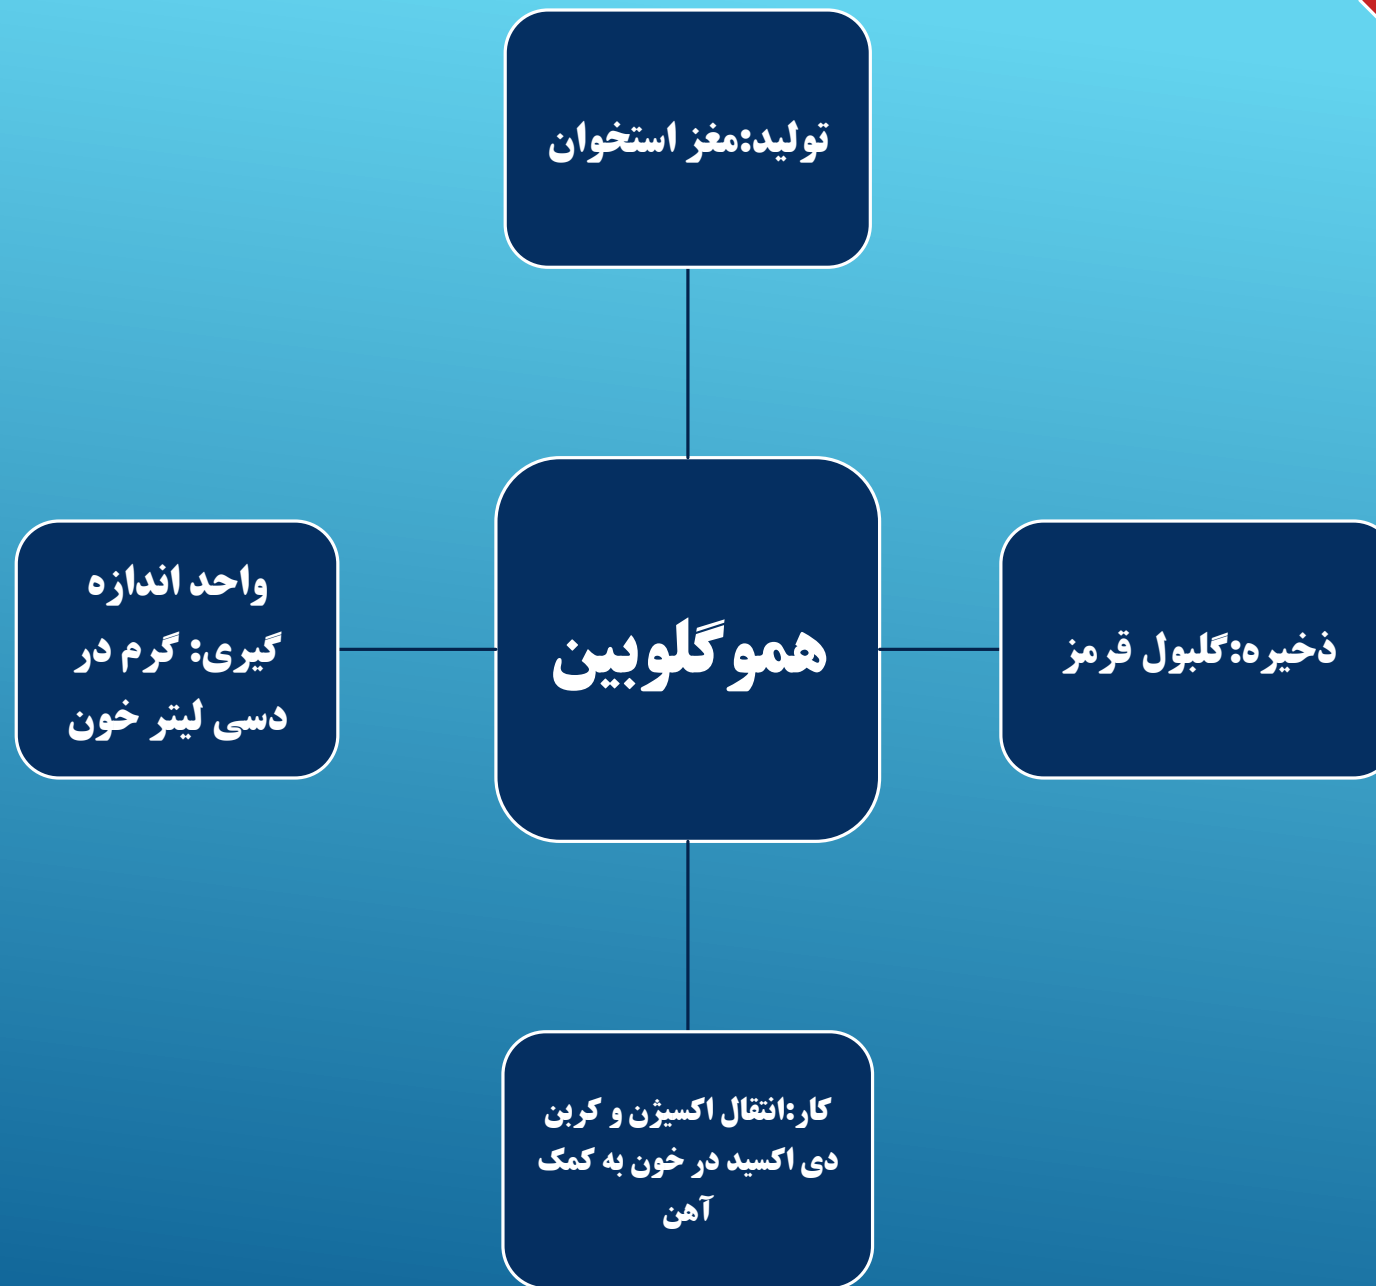 تولید:مغز استخوان
هموگلوبین
ذخیره:گلبول قرمز
واحد اندازه
گیری: گرم در
دسی لیتر خون
کار:انتقال اکسیژن و کربن
دی اکسید در خون به کمک
آهن